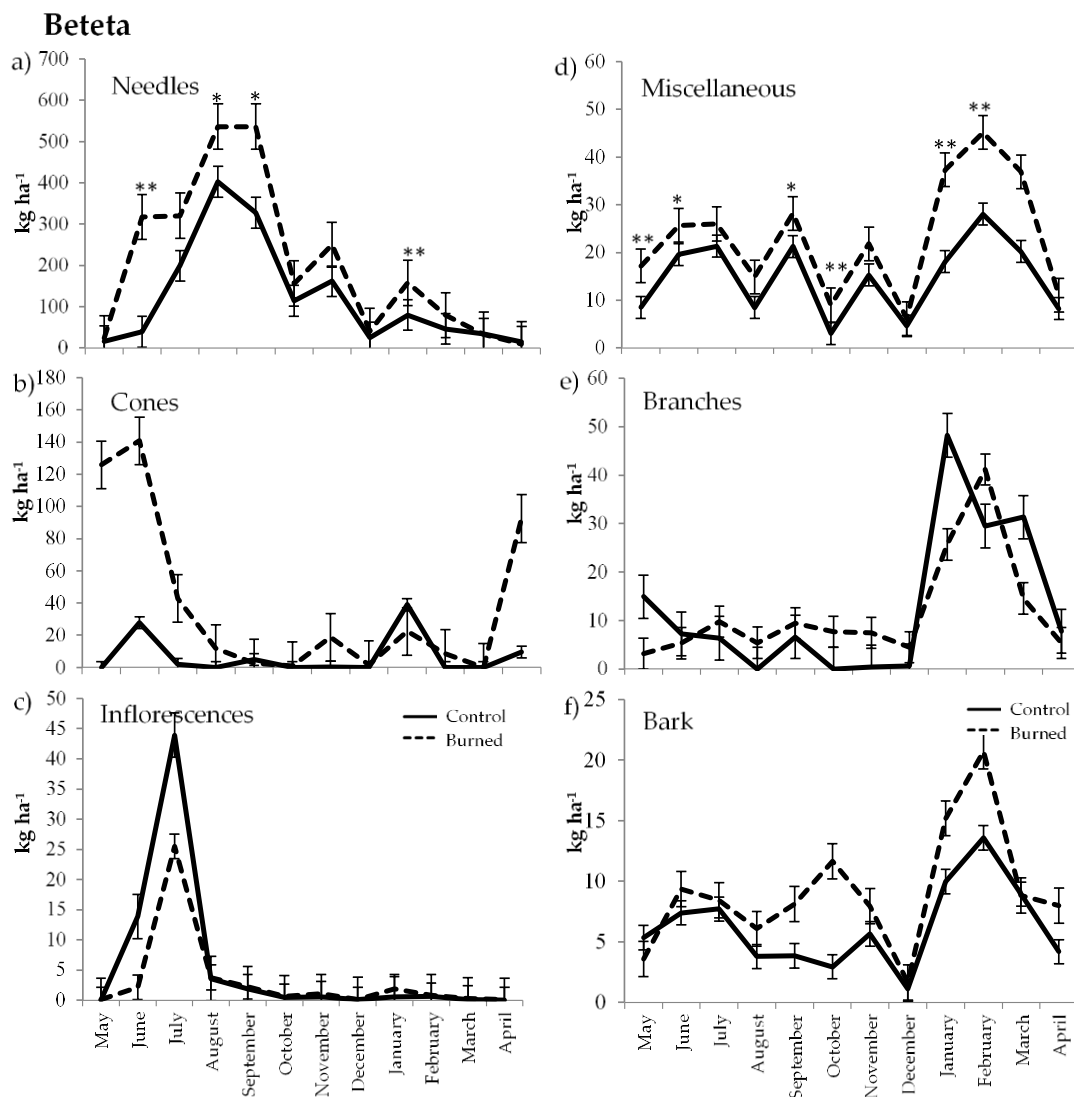 Beteta
a)
Needles
700
600
500
400
300
200
100
0
kg ha-1
**
*
*
**
b)
Cones
180
160
140
120
100
80
60
40
20
0
kg ha-1
c)
Inflorescences
50
45
40
35
30
25
20
15
10
5
0
kg ha-1
Control
Burned
May
June
July
August
September
October
November
December
January
February
March
April
d)
Miscellaneous
60
50
40
30
20
10
0
kg ha-1
**
*
*
**
**
**
e)
Branches
60
50
40
30
20
10
0
kg ha-1
f)
Bark
25
20
15
10
5
0
kg ha-1
Control
Burned
May
June
July
August
September
October
November
December
January
February
March
April